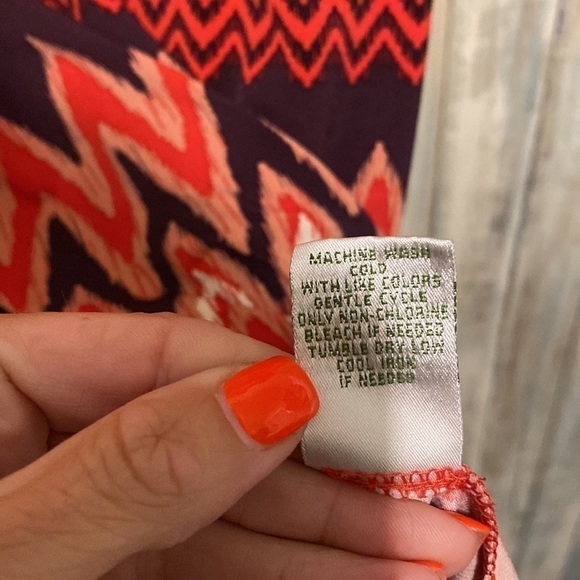 MACHINE WASH
COLD
WITH LIKE COLORS
GENTLE CYCLE
ONLY NON CHLORINE
BLEACH IF NEEDED
TUMBLE DRY LOW
COOL IRON
IF NEEDED